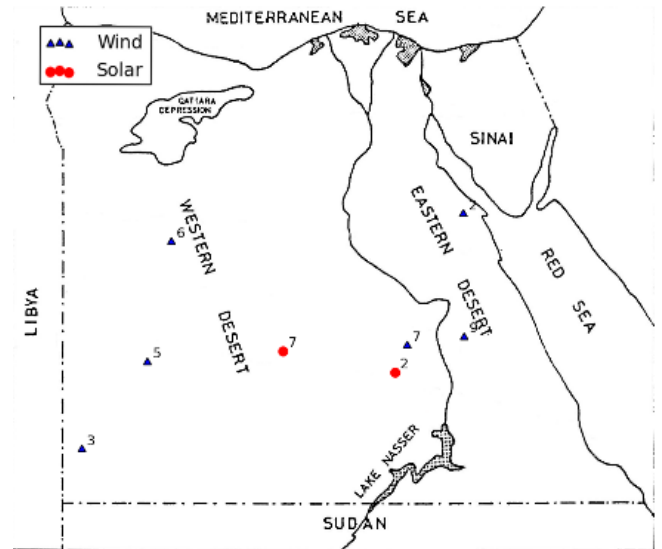 MEDITERRANEAN SEA
Wind
Solar
QATTARA
DEPRESSION
SINAI
WESTERN
DESERT
EASTERN
DESERT
RED SEA
LIBYA
6
7
7
2
5
3
LAKE NASSER
SUDAN